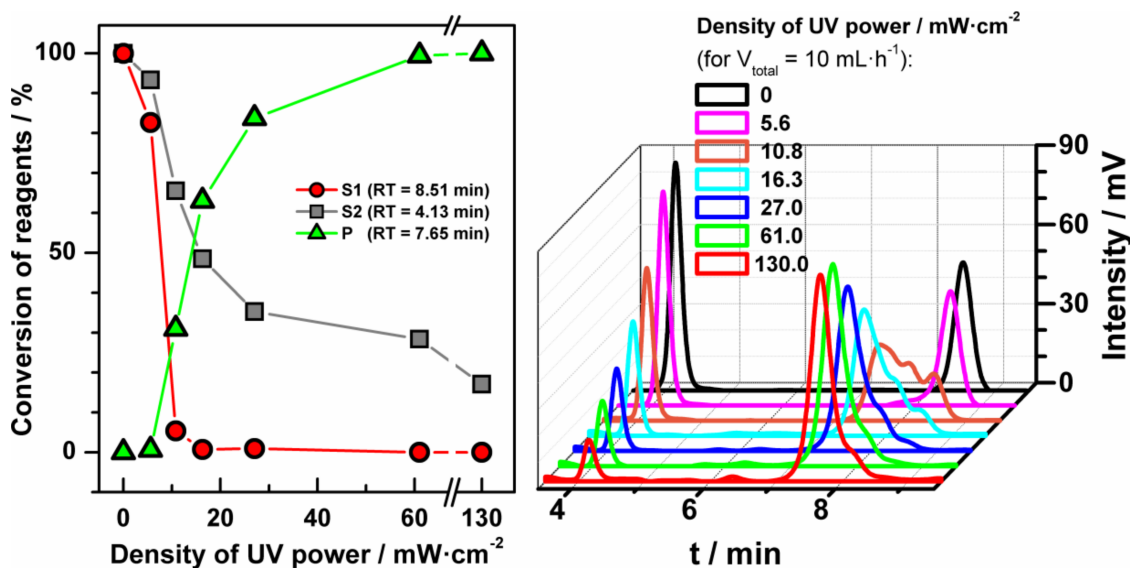 Conversion of reagents / %
100
50
0
S1 (RT = 8.51 min)
S2 (RT = 4.13 min)
P (RT = 7.65 min)
0 20 40 60 130
Density of UV power / mW·cm-2
Density of UV power / mW·cm-2
(for Vtotal = 10 mL·h-1):
0
5.6
10.8
16.3
27.0
61.0
130.0
90
60
30
0
Intensity / mV
4 6 8
t / min